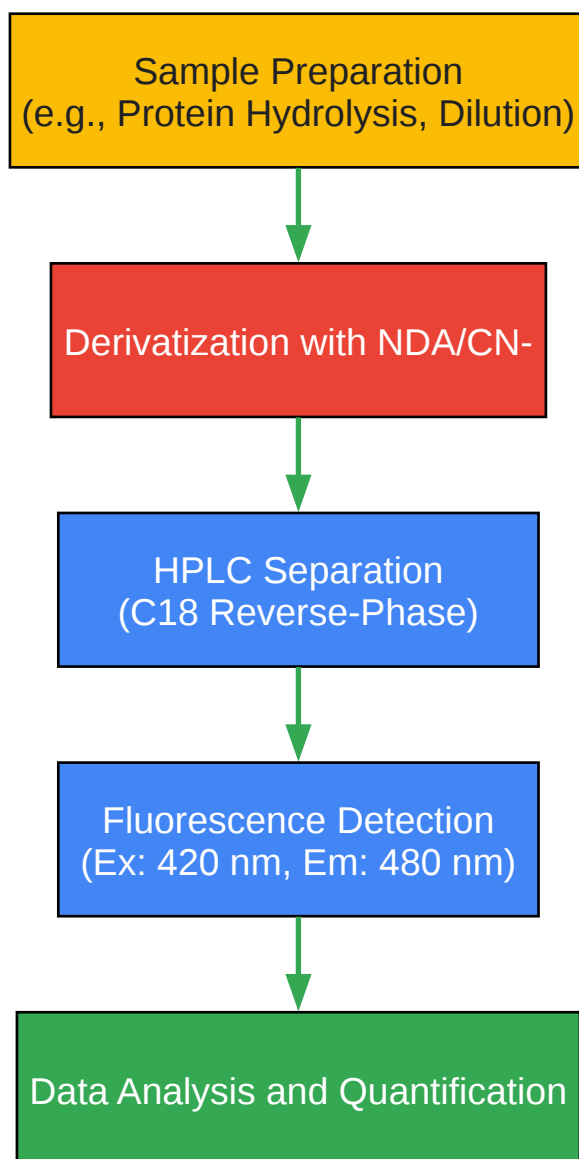 Sample Preparation
(e.g., Protein Hydrolysis, Dilution)
Derivatization with NDA/CN-
HPLC Separation
(C18 Reverse-Phase)
Fluorescence Detection
(Ex: 420 nm, Em: 480 nm)
Data Analysis and Quantification